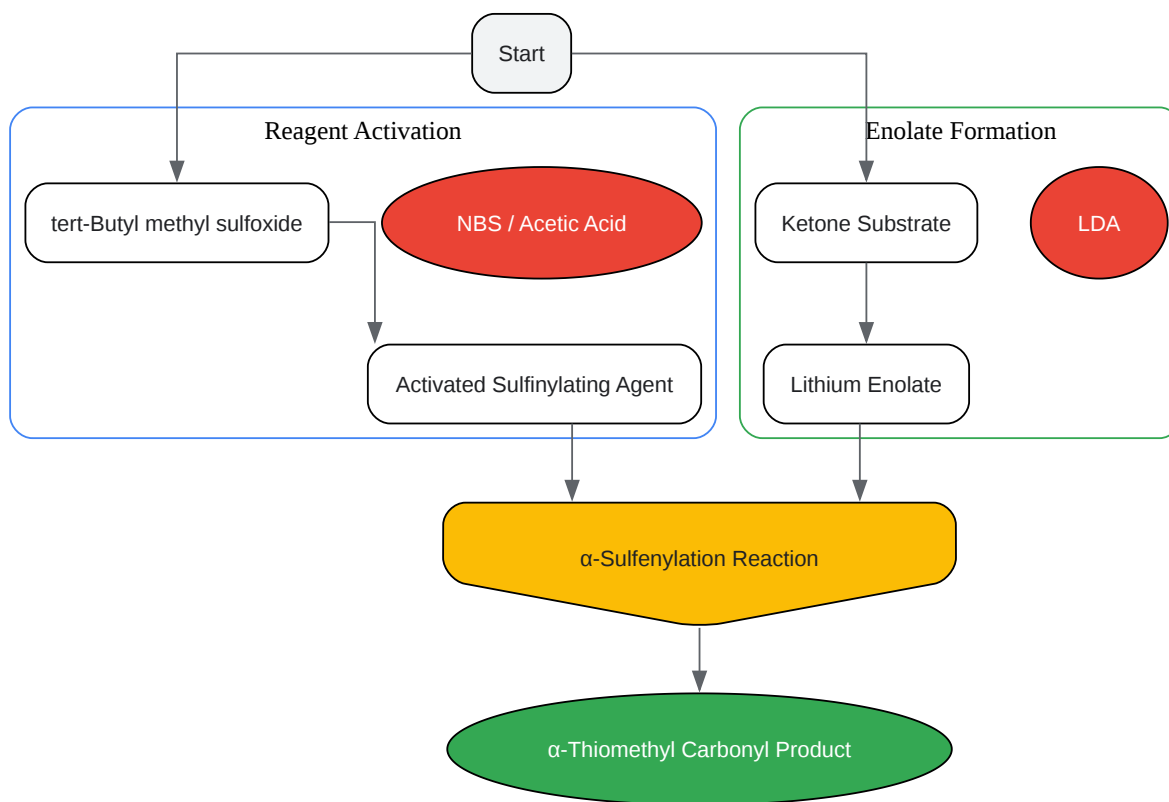 Start
Reagent Activation
Enolate Formation
tert-Butyl methyl sulfoxide
NBS / Acetic Acid
Ketone Substrate
LDA
Activated Sulfinylating Agent
Lithium Enolate
α-Sulfenylation Reaction
α-Thiomethyl Carbonyl Product